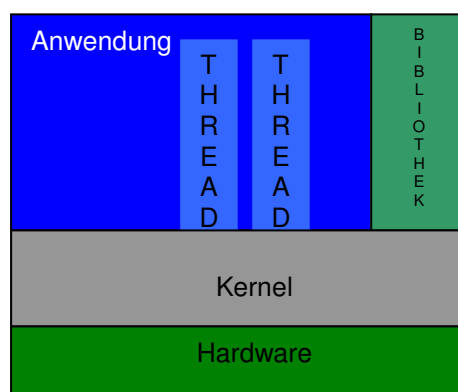 Anwendung
THREAD
THREAD
BIBLIOTHEK
Kernel
Hardware